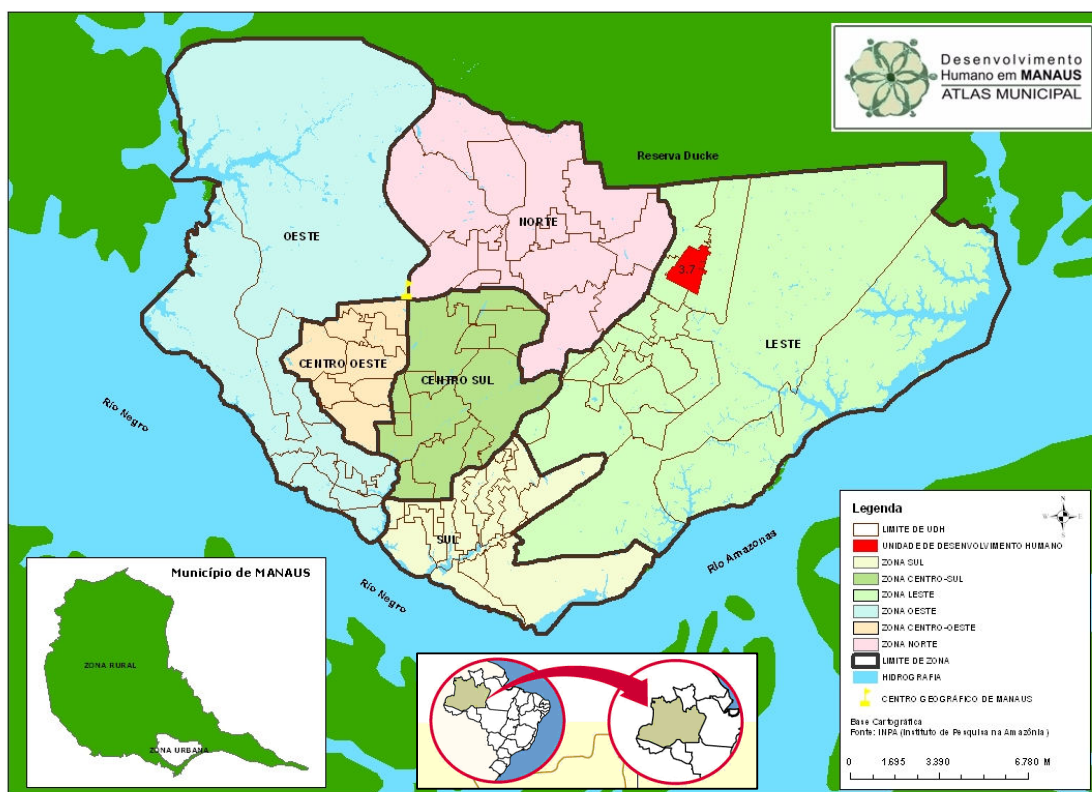 Desenvolvimento
Humano em MANAUS
ATLAS MUNICIPAL
Reserva Ducke
NORTE
OESTE
3.7
LESTE
CENTRO OESTE
CENTRO SUL
Río Negro
SUL
Río Negro
Río Amazonas
Município de MANAUS
ZONA RURAL
ZONA URBANA
Legenda
LIMITE DE UDH
UNIDADE DE DESENVOLVIMENTO HUMANO
ZONA SUL
ZONA CENTRO-SUL
ZONA LESTE
ZONA OESTE
ZONA CENTRO-OESTE
ZONA NORTE
LIMITE DE ZONA
HIDROGRAFIA
CENTRO GEOGRÁFICO DE MANAUS
Base Cartográfica
Fonte: INPA (Instituto de Pesquisa na Amazônia)
0 1.695 3.390 6.780 M